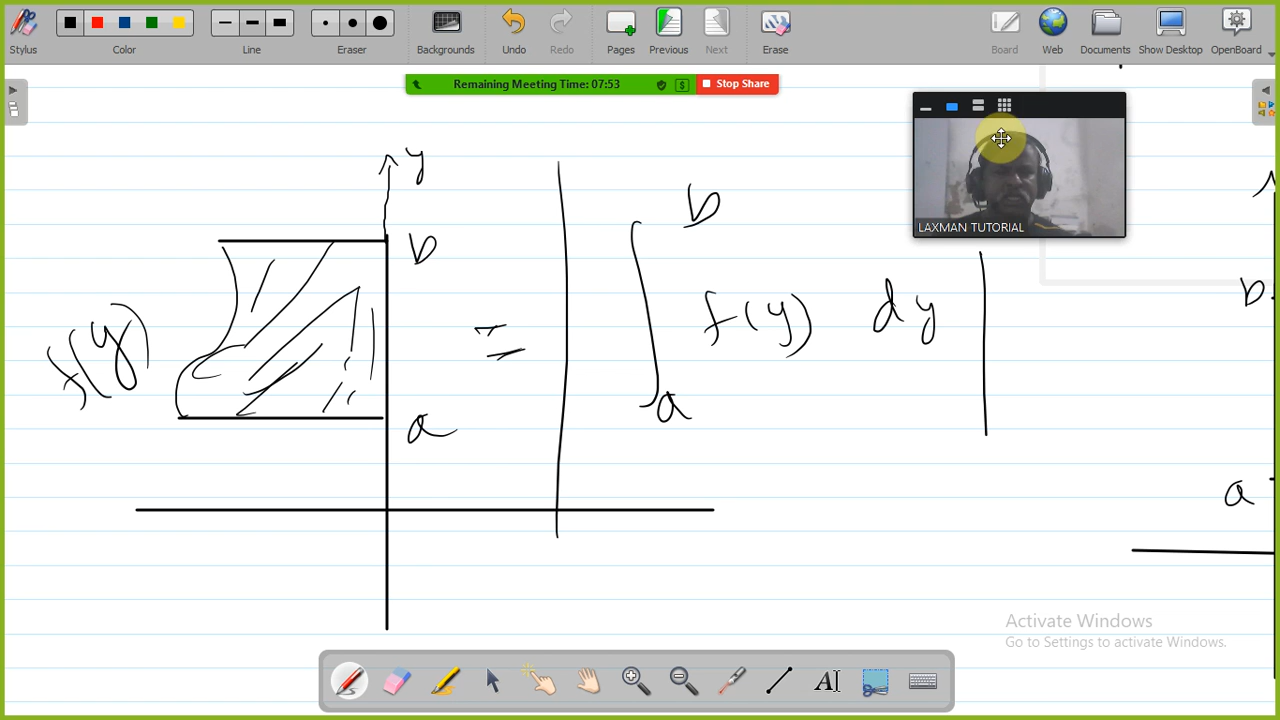 Stylus Color Line Eraser Backgrounds Undo Redo Pages Previous Next Erase Board Web Documents Show Desktop OpenBoard
Remaining Meeting Time: 07:53 Stop Share
LAXMAN TUTORIAL
y
b
f(y)
a
=
b
∫ f(y) dy
a
b
a
Activate Windows
Go to Settings to activate Windows.
AI